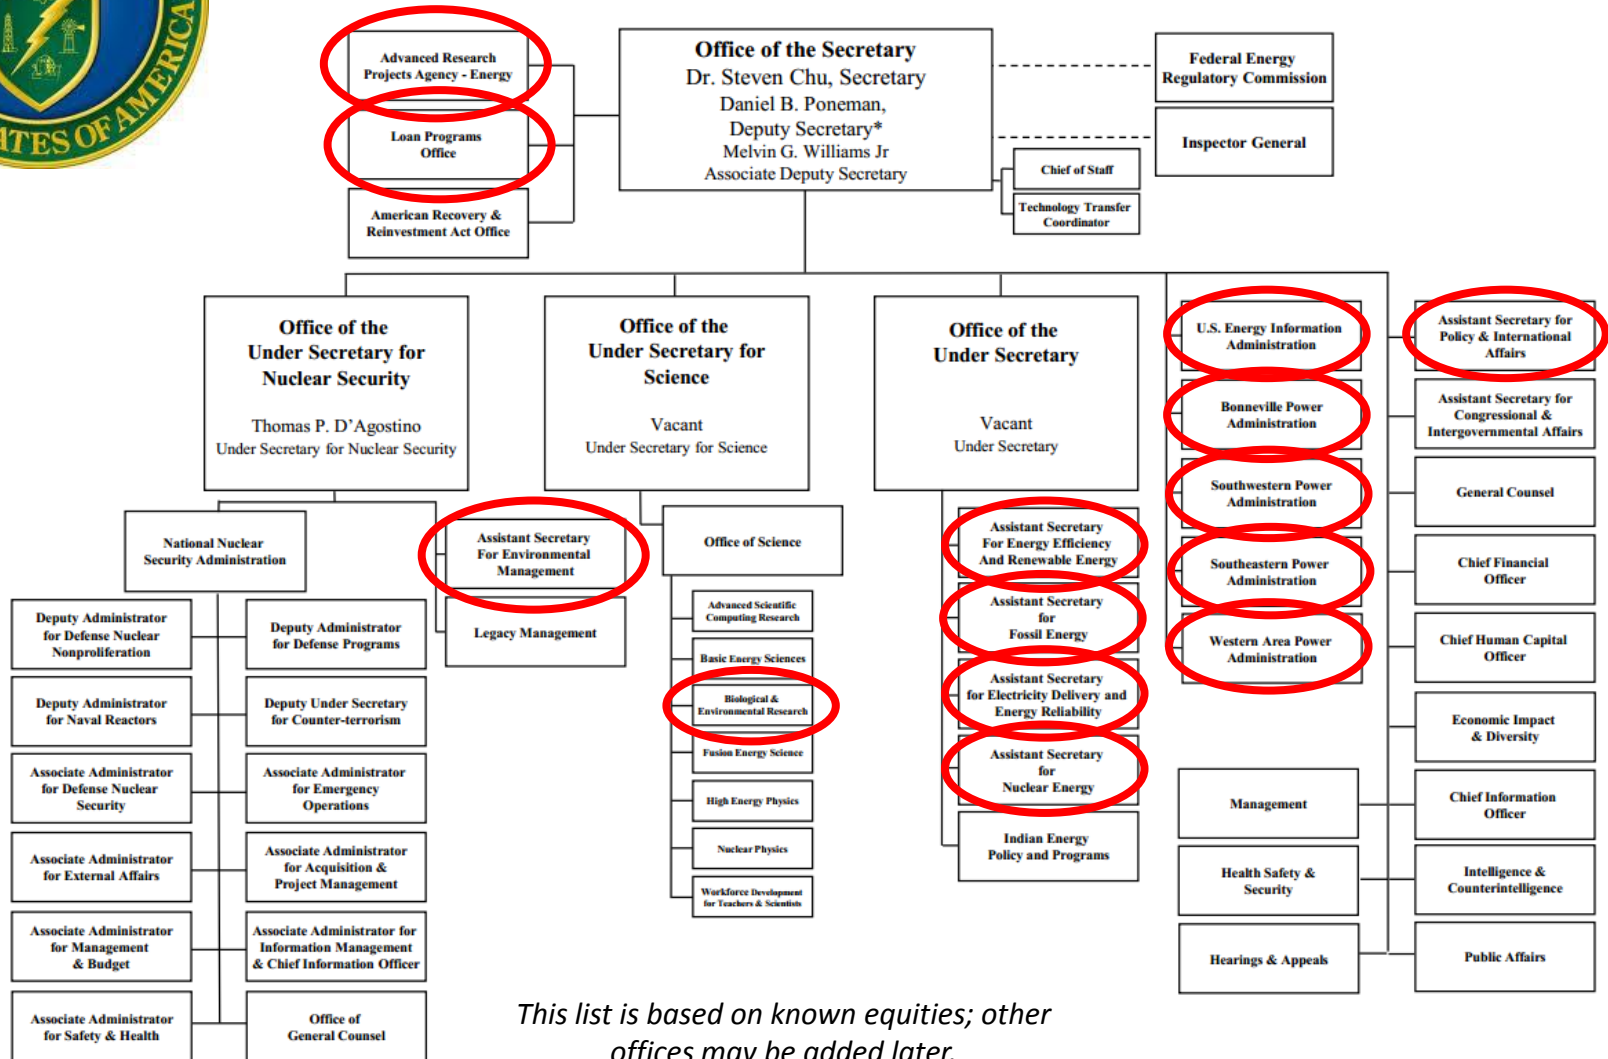 ATES OF AMERICA
Advanced Research
Projects Agency - Energy
Loan Programs
Office
American Recovery &
Reinvestment Act Office
Office of the Secretary
Dr. Steven Chu, Secretary
Daniel B. Poneman,
Deputy Secretary*
Melvin G. Williams Jr
Associate Deputy Secretary
Federal Energy
Regulatory Commission
Inspector General
Chief of Staff
Technology Transfer
Coordinator
Office of the
Under Secretary for
Nuclear Security
Thomas P. D’Agostino
Under Secretary for Nuclear Security
Office of the
Under Secretary for
Science
Vacant
Under Secretary for Science
Office of the
Under Secretary
Vacant
Under Secretary
U.S. Energy Information
Administration
Bonneville Power
Administration
Southwestern Power
Administration
Southeastern Power
Administration
Western Area Power
Administration
Assistant Secretary for
Policy & International
Affairs
Assistant Secretary for
Congressional &
Intergovernmental Affairs
General Counsel
Chief Financial
Officer
Chief Human Capital
Officer
Economic Impact
& Diversity
Chief Information
Officer
Intelligence &
Counterintelligence
Public Affairs
Management
Health Safety &
Security
Hearings & Appeals
National Nuclear
Security Administration
Assistant Secretary
For Environmental
Management
Legacy Management
Deputy Administrator
for Defense Nuclear
Nonproliferation
Deputy Administrator
for Defense Programs
Deputy Administrator
for Naval Reactors
Deputy Under Secretary
for Counter-terrorism
Associate Administrator
for Defense Nuclear
Security
Associate Administrator
for Emergency
Operations
Associate Administrator
for External Affairs
Associate Administrator
for Acquisition &
Project Management
Associate Administrator
for Management
& Budget
Associate Administrator for
Information Management
& Chief Information Officer
Associate Administrator
for Safety & Health
Office of
General Counsel
Office of Science
Advanced Scientific
Computing Research
Basic Energy Sciences
Biological &
Environmental Research
Fusion Energy Science
High Energy Physics
Nuclear Physics
Workforce Development
for Teachers & Scientists
Assistant Secretary
For Energy Efficiency
And Renewable Energy
Assistant Secretary
for
Fossil Energy
Assistant Secretary
for Electricity Delivery and
Energy Reliability
Assistant Secretary
for
Nuclear Energy
Indian Energy
Policy and Programs
This list is based on known equities; other
offices may be added later.